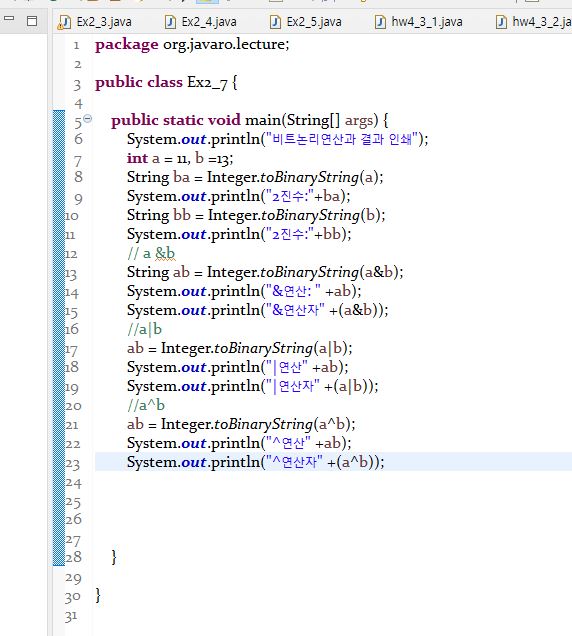 Ex2_3.java Ex2_4.java Ex2_5.java hw4_3_1.java hw4_3_2.ja
1 package org.javaro.lecture;
2
3 public class Ex2_7 {
4
5 public static void main(String[] args) {
6 System.out.println("비트논리연산과 결과 인쇄");
7 int a = 11, b =13;
8 String ba = Integer.toBinaryString(a);
9 System.out.println("2진수:"+ba);
10 String bb = Integer.toBinaryString(b);
11 System.out.println("2진수:"+bb);
12 // a &b
13 String ab = Integer.toBinaryString(a&b);
14 System.out.println("&연산: " +ab);
15 System.out.println("&연산자" +(a&b));
16 //a|b
17 ab = Integer.toBinaryString(a|b);
18 System.out.println("|연산" +ab);
19 System.out.println("|연산자" +(a|b));
20 //a^b
21 ab = Integer.toBinaryString(a^b);
22 System.out.println("^연산" +ab);
23 System.out.println("^연산자" +(a^b));
24
25
26
27
28 }
29
30 }
31